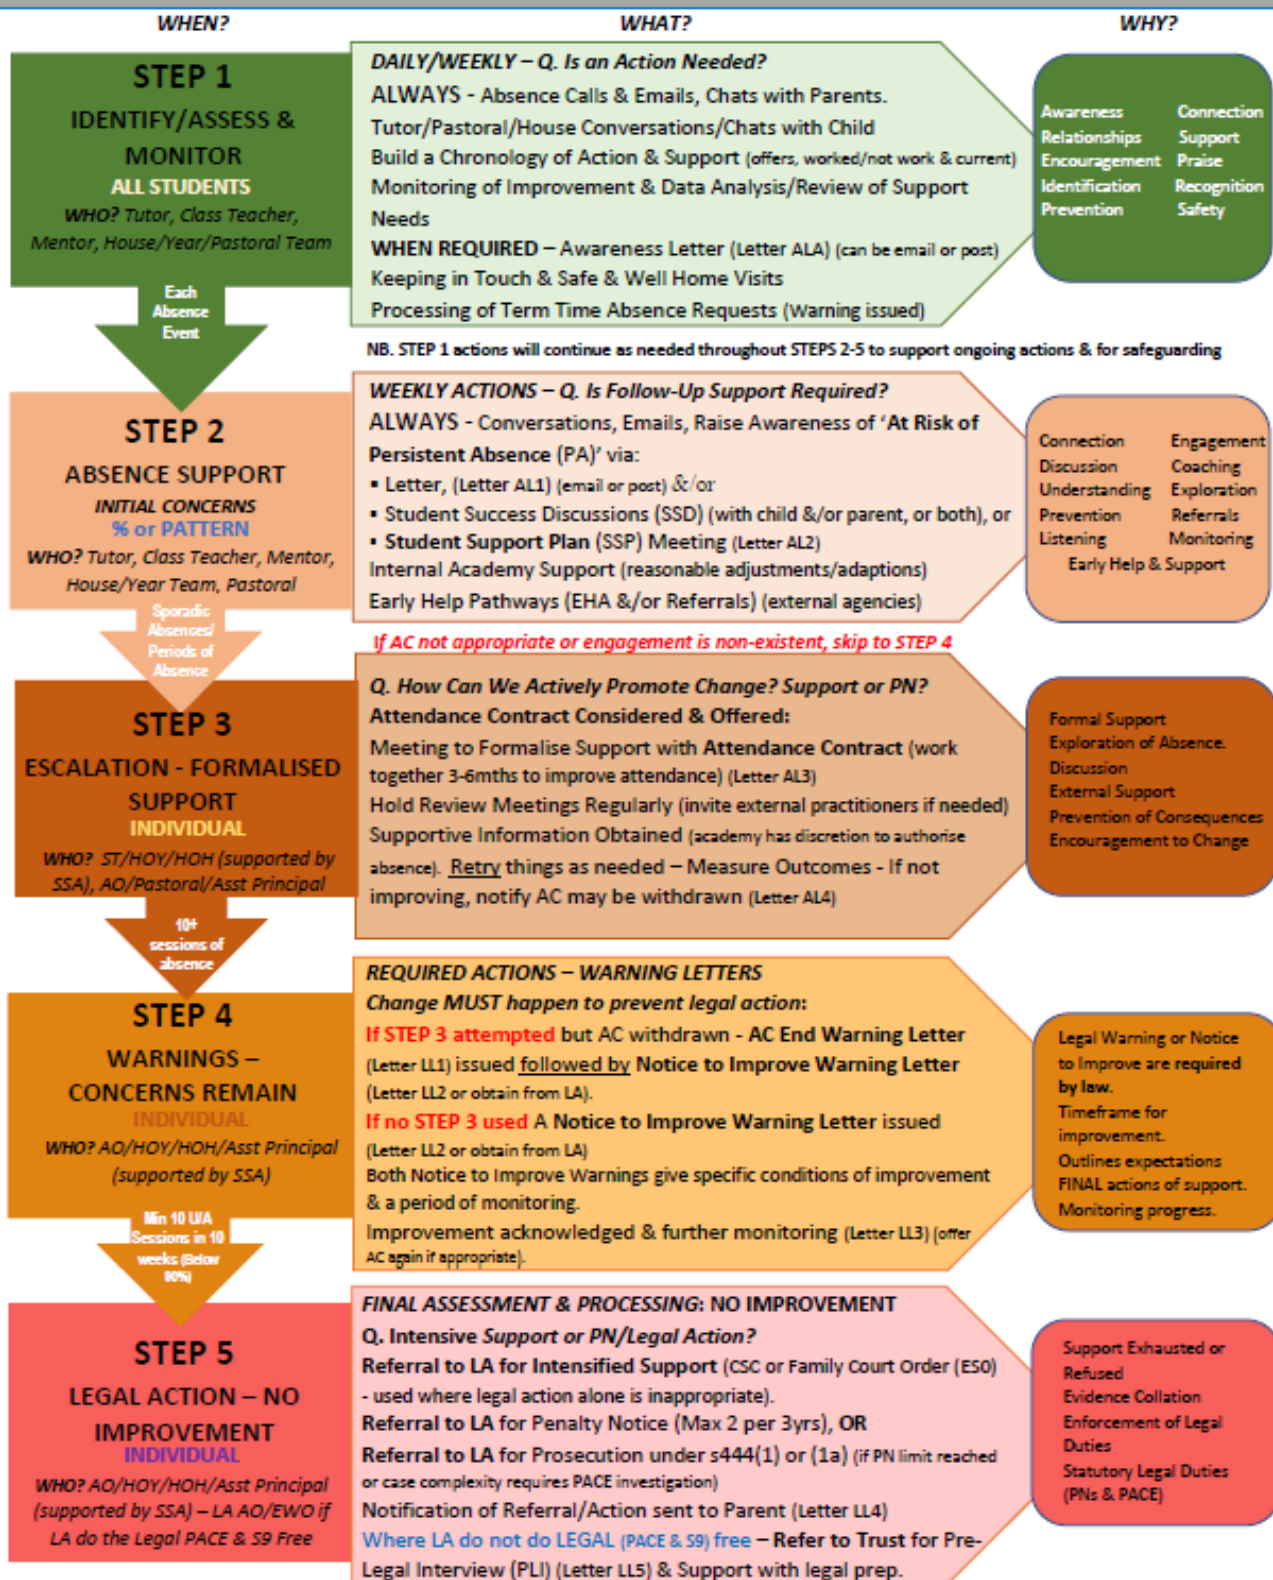 WHEN?
WHAT?
WHY?
STEP 1
IDENTIFY/ASSESS &
MONITOR
ALL STUDENTS
WHO? Tutor, Class Teacher,
Mentor, House/Year/Pastoral Team
Each
Absence
Event
DAILY/WEEKLY – Q. Is an Action Needed?
ALWAYS - Absence Calls & Emails, Chats with Parents.
Tutor/Pastoral/House Conversations/Chats with Child
Build a Chronology of Action & Support (offers, worked/not work & current)
Monitoring of Improvement & Data Analysis/Review of Support
Needs
WHEN REQUIRED – Awareness Letter (Letter ALA) (can be email or post)
Keeping in Touch & Safe & Well Home Visits
Processing of Term Time Absence Requests (Warning issued)
Awareness Connection
Relationships Support
Encouragement Praise
Identification Recognition
Prevention Safety
NB. STEP 1 actions will continue as needed throughout STEPS 2-5 to support ongoing actions & for safeguarding
STEP 2
ABSENCE SUPPORT
INITIAL CONCERNS
% or PATTERN
WHO? Tutor, Class Teacher, Mentor,
House/Year Team, Pastoral
Sporadic
Absences/
Periods of
Absence
WEEKLY ACTIONS – Q. Is Follow-Up Support Required?
ALWAYS - Conversations, Emails, Raise Awareness of ‘At Risk of
Persistent Absence (PA)’ via:
▪ Letter, (Letter AL1) (email or post) &/or
▪ Student Success Discussions (SSD) (with child &/or parent, or both), or
▪ Student Support Plan (SSP) Meeting (Letter AL2)
Internal Academy Support (reasonable adjustments/adaptions)
Early Help Pathways (EHA &/or Referrals) (external agencies)
Connection Engagement
Discussion Coaching
Understanding Exploration
Prevention Referrals
Listening Monitoring
Early Help & Support
If AC not appropriate or engagement is non-existent, skip to STEP 4
STEP 3
ESCALATION - FORMALISED
SUPPORT
INDIVIDUAL
WHO? ST/HOY/HOH (supported by
SSA), AO/Pastoral/Asst Principal
10+
sessions of
absence
Q. How Can We Actively Promote Change? Support or PN?
Attendance Contract Considered & Offered:
Meeting to Formalise Support with Attendance Contract (work
together 3-6mths to improve attendance) (Letter AL3)
Hold Review Meetings Regularly (invite external practitioners if needed)
Supportive Information Obtained (academy has discretion to authorise
absence). Retry things as needed – Measure Outcomes - If not
improving, notify AC may be withdrawn (Letter AL4)
Formal Support
Exploration of Absence.
Discussion
External Support
Prevention of Consequences
Encouragement to Change
STEP 4
WARNINGS –
CONCERNS REMAIN
INDIVIDUAL
WHO? AO/HOY/HOH/Asst Principal
(supported by SSA)
Min 10 U/A
Sessions in 10
weeks (Below
90%)
REQUIRED ACTIONS – WARNING LETTERS
Change MUST happen to prevent legal action:
If STEP 3 attempted but AC withdrawn - AC End Warning Letter
(Letter LL1) issued followed by Notice to Improve Warning Letter
(Letter LL2 or obtain from LA).
If no STEP 3 used A Notice to Improve Warning Letter issued
(Letter LL2 or obtain from LA)
Both Notice to Improve Warnings give specific conditions of improvement
& a period of monitoring.
Improvement acknowledged & further monitoring (Letter LL3) (offer
AC again if appropriate).
Legal Warning or Notice
to Improve are required
by law.
Timeframe for
improvement.
Outlines expectations
FINAL actions of support.
Monitoring progress.
STEP 5
LEGAL ACTION – NO
IMPROVEMENT
INDIVIDUAL
WHO? AO/HOY/HOH/Asst Principal
(supported by SSA) – LA AO/EWO if
LA do the Legal PACE & S9 Free
FINAL ASSESSMENT & PROCESSING: NO IMPROVEMENT
Q. Intensive Support or PN/Legal Action?
Referral to LA for Intensified Support (CSC or Family Court Order (ESO)
- used where legal action alone is inappropriate).
Referral to LA for Penalty Notice (Max 2 per 3yrs), OR
Referral to LA for Prosecution under s444(1) or (1a) (if PN limit reached
or case complexity requires PACE investigation)
Notification of Referral/Action sent to Parent (Letter LL4)
Where LA do not do LEGAL (PACE & S9) free – Refer to Trust for Pre-
Legal Interview (PLI) (Letter LL5) & Support with legal prep.
Support Exhausted or
Refused
Evidence Collation
Enforcement of Legal
Duties
Statutory Legal Duties
(PNs & PACE)